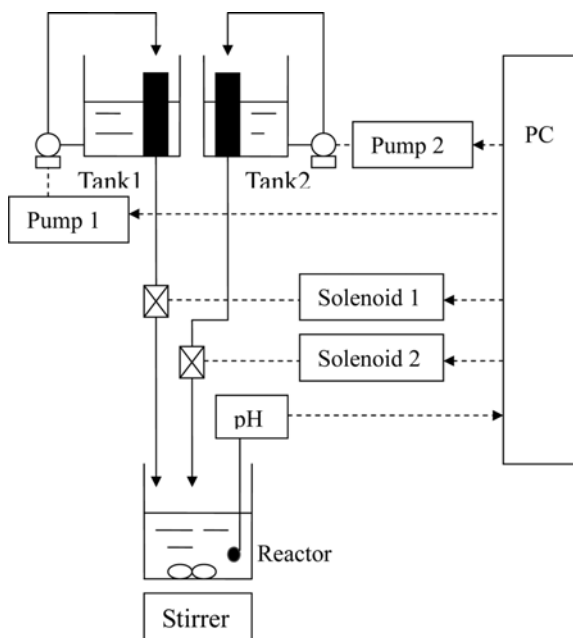 PC
Pump 2
Tank1
Tank2
Pump 1
Solenoid 1
Solenoid 2
pH
Reactor
Stirrer